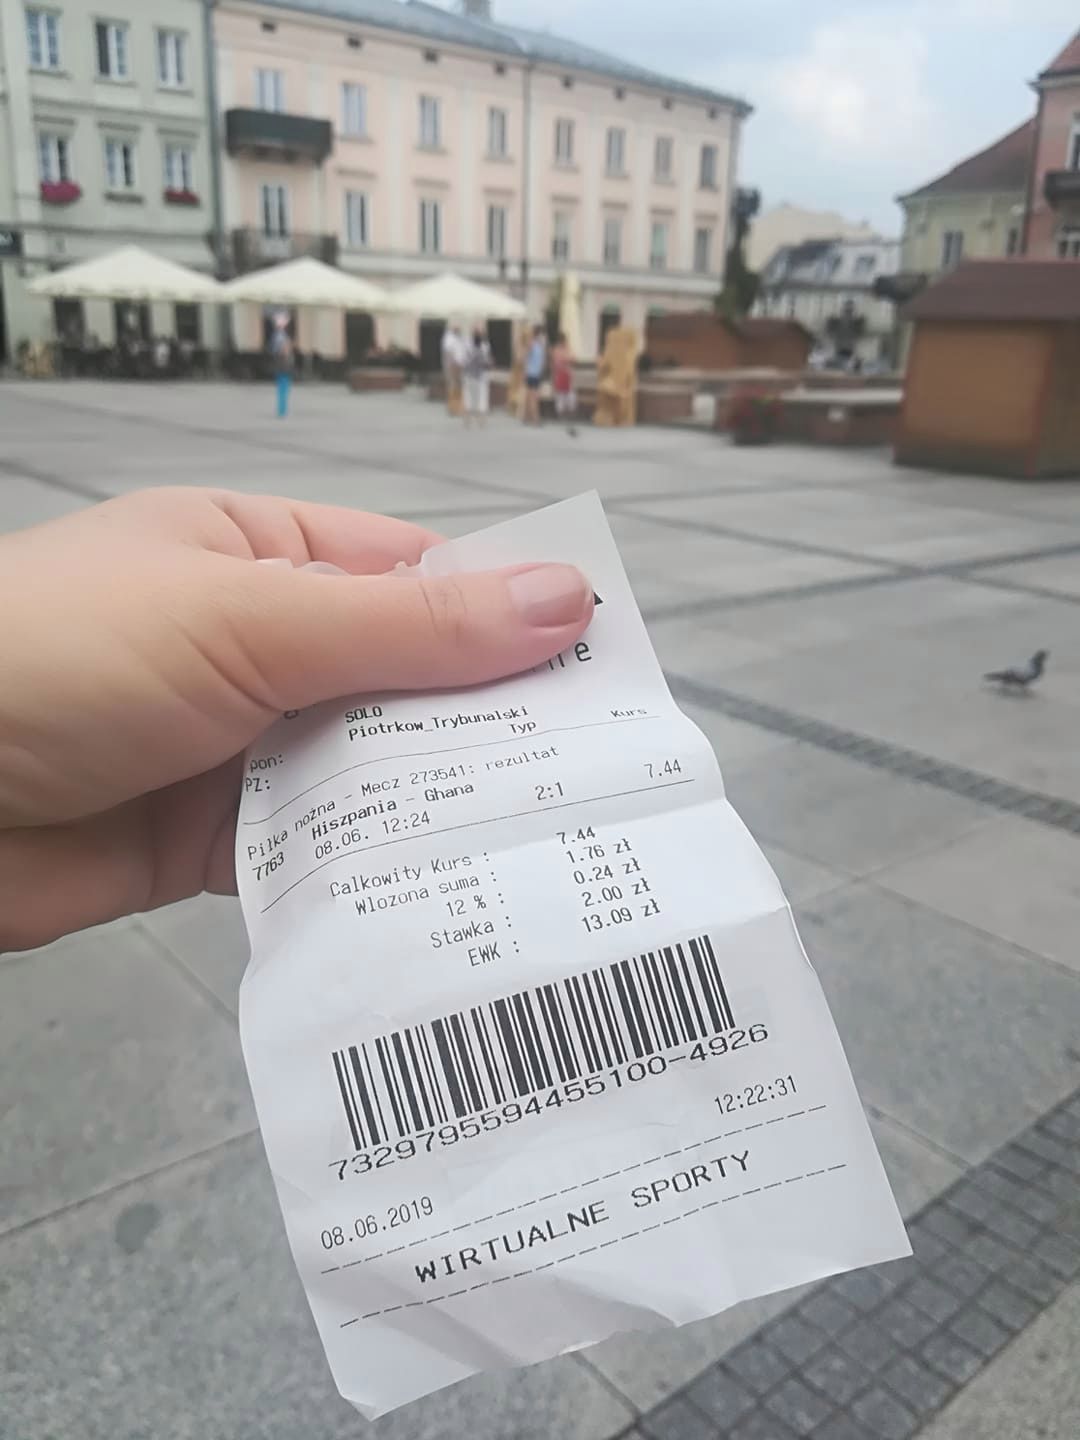 SOLO
pon:
PZ: Piotrkow_Trybunalski
Typ Kurs
Piłka nożna - Mecz 273541: rezultat
7763 Hiszpania - Ghana 2:1 7.44
08.06. 12:24
Calkowity Kurs : 7.44
Wlozona suma : 1.76 zł
12 % : 0.24 zł
Stawka : 2.00 zł
EWK : 13.09 zł
7329795594455100-4926
08.06.2019 12:22:31
WIRTUALNE SPORTY